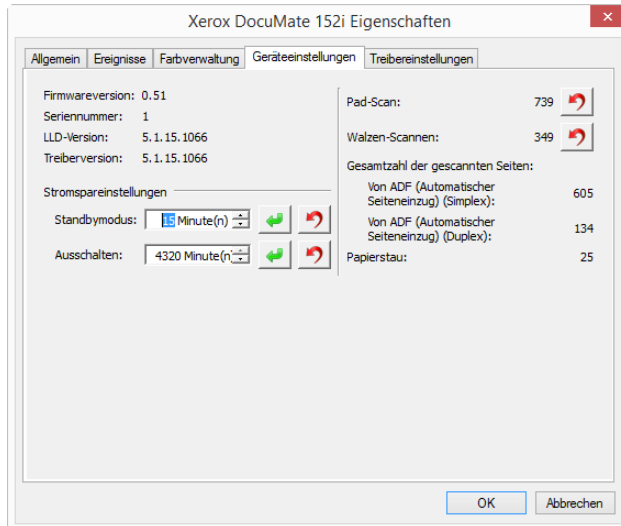 Xerox DocuMate 152i Eigenschaften
Allgemein Ereignisse Farbverwaltung Geräteeinstellungen Treibereinstellungen
Firmwareversion: 0.51
Seriennummer: 1
LLD-Version: 5.1.15.1066
Treiberversion: 5.1.15.1066
Stromspareinstellungen
Standbymodus: 15 Minute(n)
Ausschalten: 4320 Minute(n)
Pad-Scan: 739
Walzen-Scannen: 349
Gesamtzahl der gescannten Seiten:
Von ADF (Automatischer
Seiteneinzug) (Simplex): 605
Von ADF (Automatischer
Seiteneinzug) (Duplex): 134
Papierstau: 25
OK Abbrechen